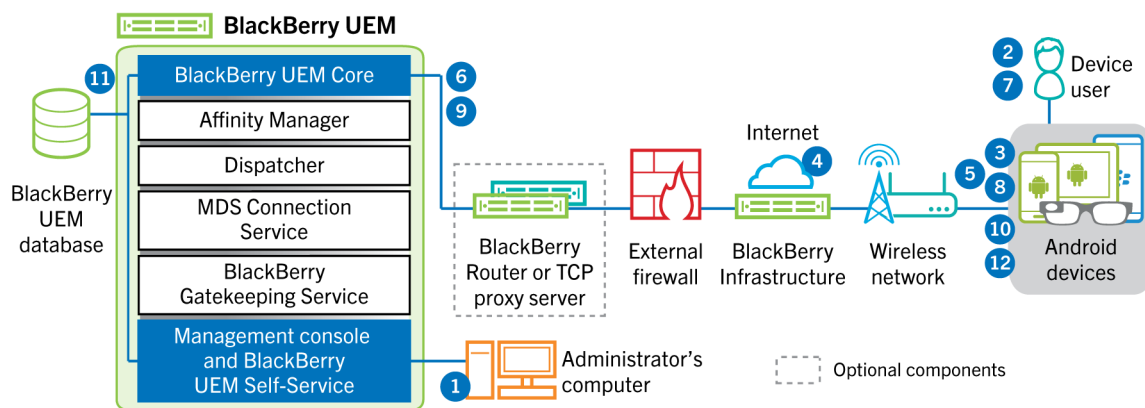 BlackBerry UEM
11
BlackBerry UEM Core
6
9
Affinity Manager
Dispatcher
MDS Connection
Service
BlackBerry
Gatekeeping Service
Management console
and BlackBerry
UEM Self-Service
BlackBerry
UEM
database
1
Administrator's
computer
BlackBerry
Router or TCP
proxy server
External
firewall
Internet
4
BlackBerry
Infrastructure
Wireless
network
2
7
Device
user
3
5
8
10
12
Android
devices
Optional components